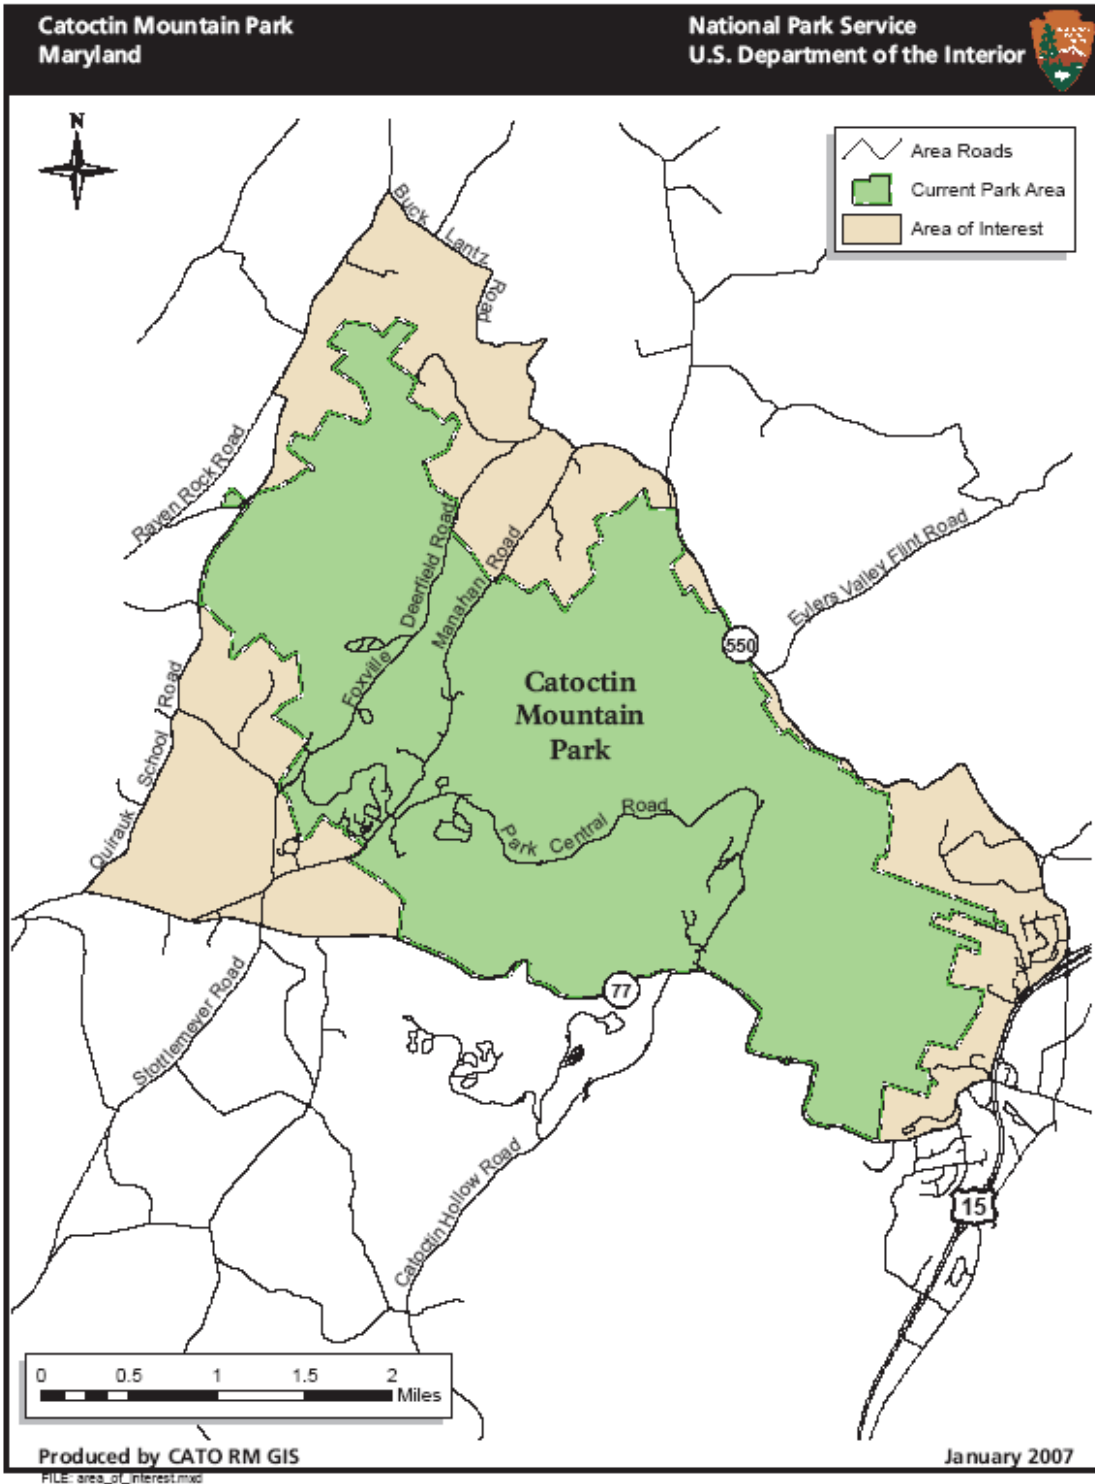 Catoctin Mountain Park
Maryland
National Park Service
U.S. Department of the Interior
N
Area Roads
Current Park Area
Area of Interest
Buck Lantz Road
Raven Rock Road
Foxville Deerfield Road
Manahan Road
Eylers Valley Flint Road
550
Catoctin
Mountain
Park
Quirauk School Road
Park Central Road
77
Stottlemeyer Road
Catoctin Hollow Road
15
0 0.5 1 1.5 2
Miles
Produced by CATO RM GIS
January 2007
FILE: area_of_interest.mxd